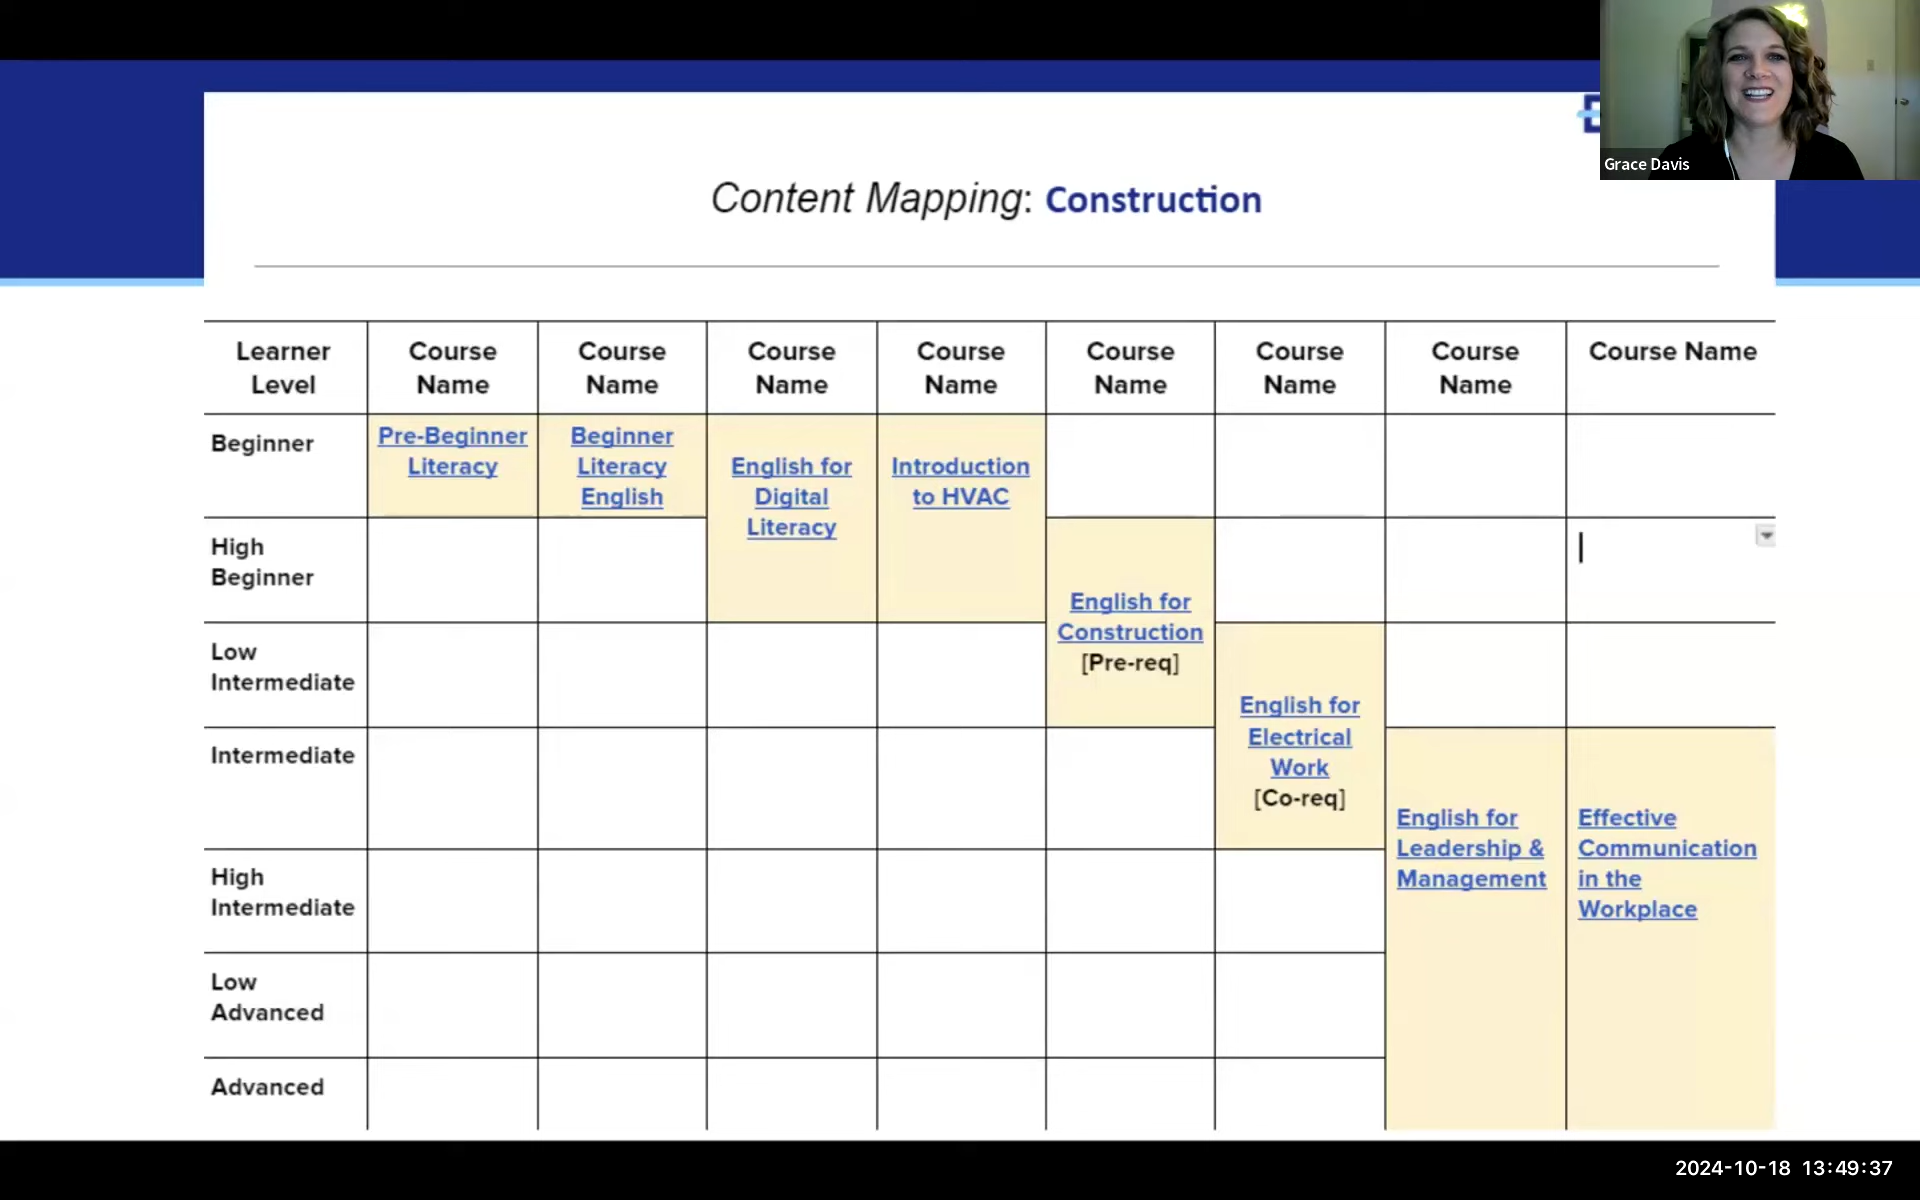 Grace Davis
Content Mapping: Construction
Learner
Level
Course
Name
Course
Name
Course
Name
Course
Name
Course
Name
Course
Name
Course
Name
Course Name
Beginner
Pre-Beginner
Literacy
Beginner
Literacy
English
English for
Digital
Literacy
Introduction
to HVAC
High
Beginner
English for
Construction
[Pre-req]
Low
Intermediate
English for
Electrical
Work
[Co-req]
Intermediate
English for
Leadership &
Management
Effective
Communication
in the
Workplace
High
Intermediate
Low
Advanced
Advanced
2024-10-18 13:49:37